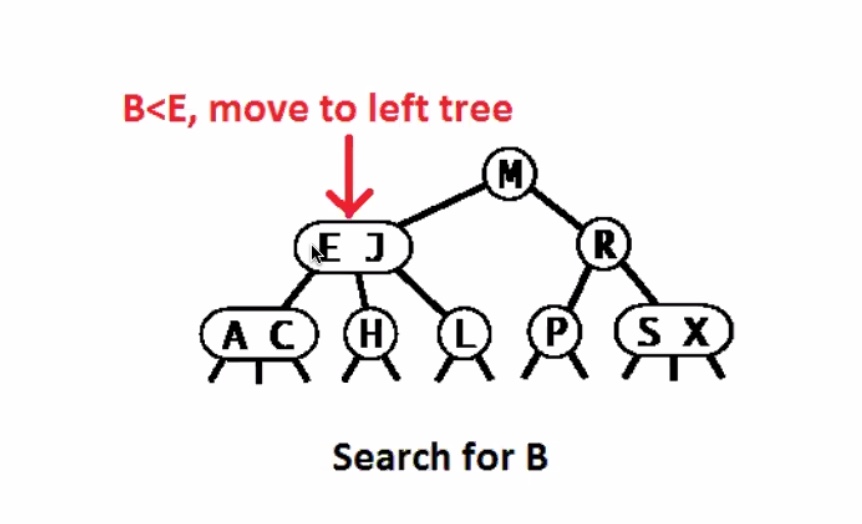 B<E, move to left tree
M
E J
R
A C
H
L
P
S X
Search for B